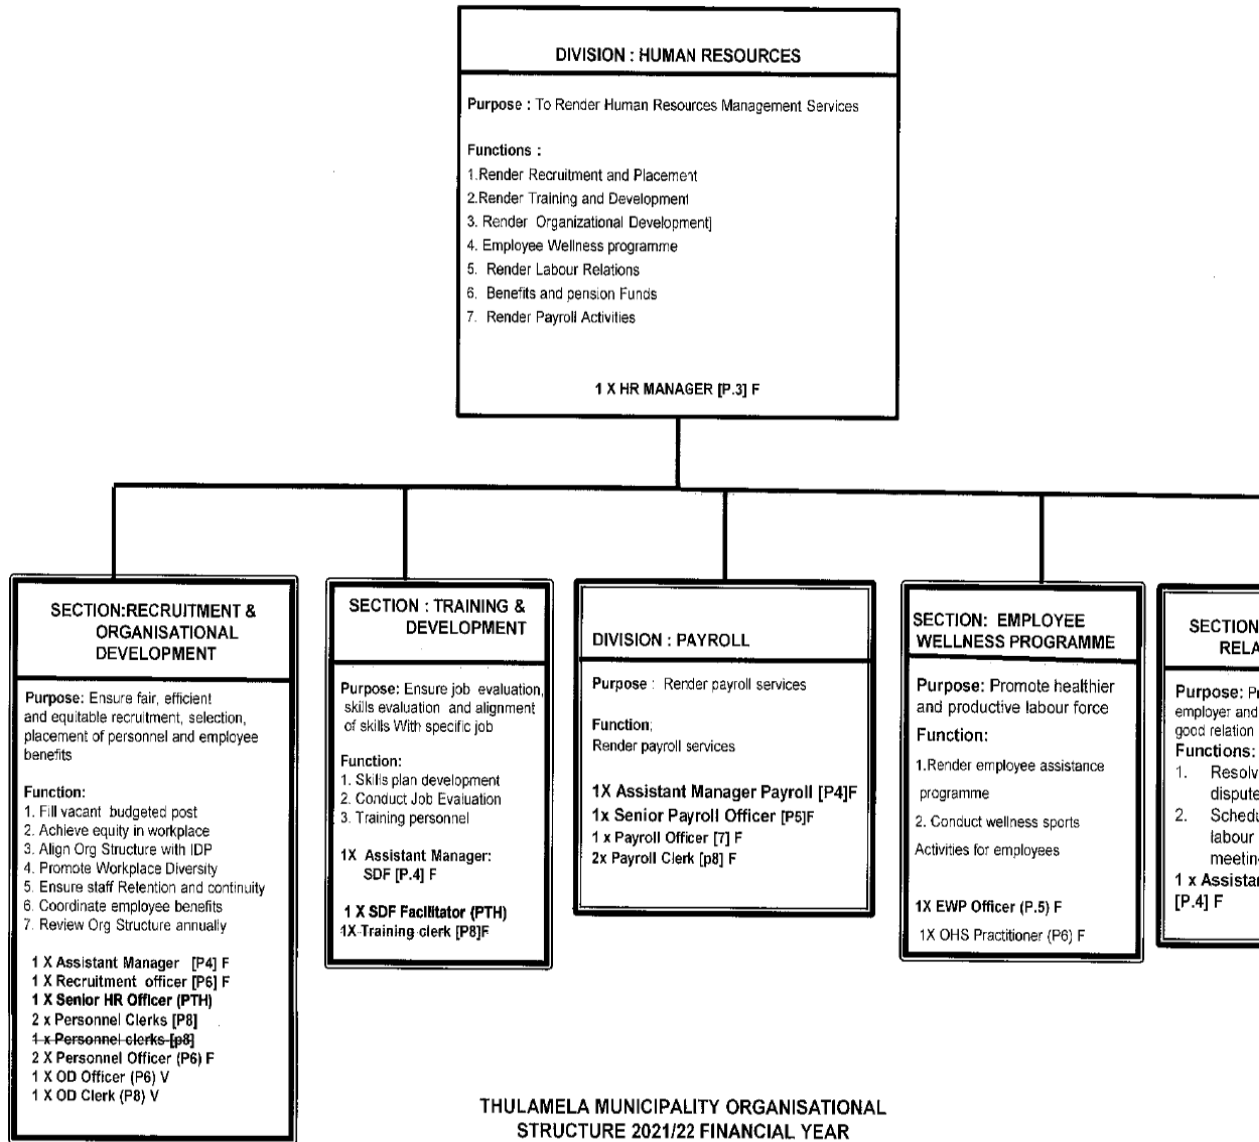 DIVISION : HUMAN RESOURCES
Purpose : To Render Human Resources Management Services
Functions :
1.Render Recruitment and Placement
2.Render Training and Development
3. Render Organizational Development]
4. Employee Wellness programme
5. Render Labour Relations
6. Benefits and pension Funds
7. Render Payroll Activities
1 X HR MANAGER [P.3] F
SECTION:RECRUITMENT &
ORGANISATIONAL
DEVELOPMENT
Purpose: Ensure fair, efficient
and equitable recruitment, selection,
placement of personnel and employee
benefits
Function:
1. Fill vacant budgeted post
2. Achieve equity in workplace
3. Align Org Structure with IDP
4. Promote Workplace Diversity
5. Ensure staff Retention and continuity
6. Coordinate employee benefits
7. Review Org Structure annually
1 X Assistant Manager [P4] F
1 X Recruitment officer [P6] F
1 X Senior HR Officer (PTH)
2 x Personnel Clerks [P8]
1 x Personnel clerks [p8]
2 X Personnel Officer (P6) F
1 X OD Officer (P6) V
1 X OD Clerk (P8) V
SECTION : TRAINING &
DEVELOPMENT
Purpose: Ensure job evaluation,
skills evaluation and alignment
of skills With specific job
Function:
1. Skills plan development
2. Conduct Job Evaluation
3. Training personnel
1X Assistant Manager:
SDF [P.4] F
1 X SDF Facilitator (PTH)
1X Training clerk [P8]F
DIVISION : PAYROLL
Purpose : Render payroll services
Function;
Render payroll services
1X Assistant Manager Payroll [P4]F
1x Senior Payroll Officer [P5]F
1 x Payroll Officer [7] F
2x Payroll Clerk [p8] F
SECTION: EMPLOYEE
WELLNESS PROGRAMME
Purpose: Promote healthier
and productive labour force
Function:
1.Render employee assistance
programme
2. Conduct wellness sports
Activities for employees
1X EWP Officer (P.5) F
1X OHS Practitioner (P6) F
SECTION
RELA
Purpose: Pr
employer and
good relation
Functions:
1. Resolv
dispute
2. Schedu
labour
meetin
1 x Assistan
[P.4] F
THULAMELA MUNICIPALITY ORGANISATIONAL
STRUCTURE 2021/22 FINANCIAL YEAR